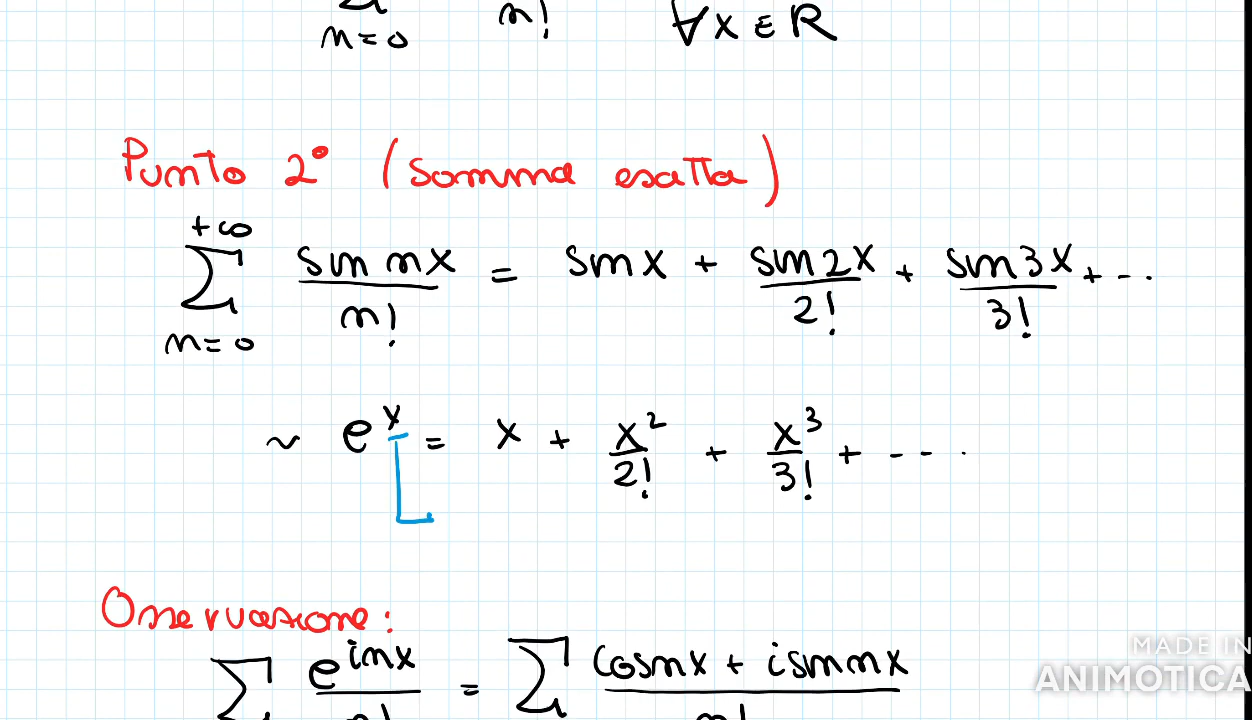 n=0 n! ∀x ∈ R
Punto 2° (somma esatta)
+∞
∑ sin nx / n! = sin x + sin 2x / 2! + sin 3x / 3! + ...
n=0
~ e^x = x + x^2 / 2! + x^3 / 3! + ....
Osservazione:
∑ e^inx / n! = ∑ cos nx + i sin nx / n!
MADE IN
ANIMOTICA